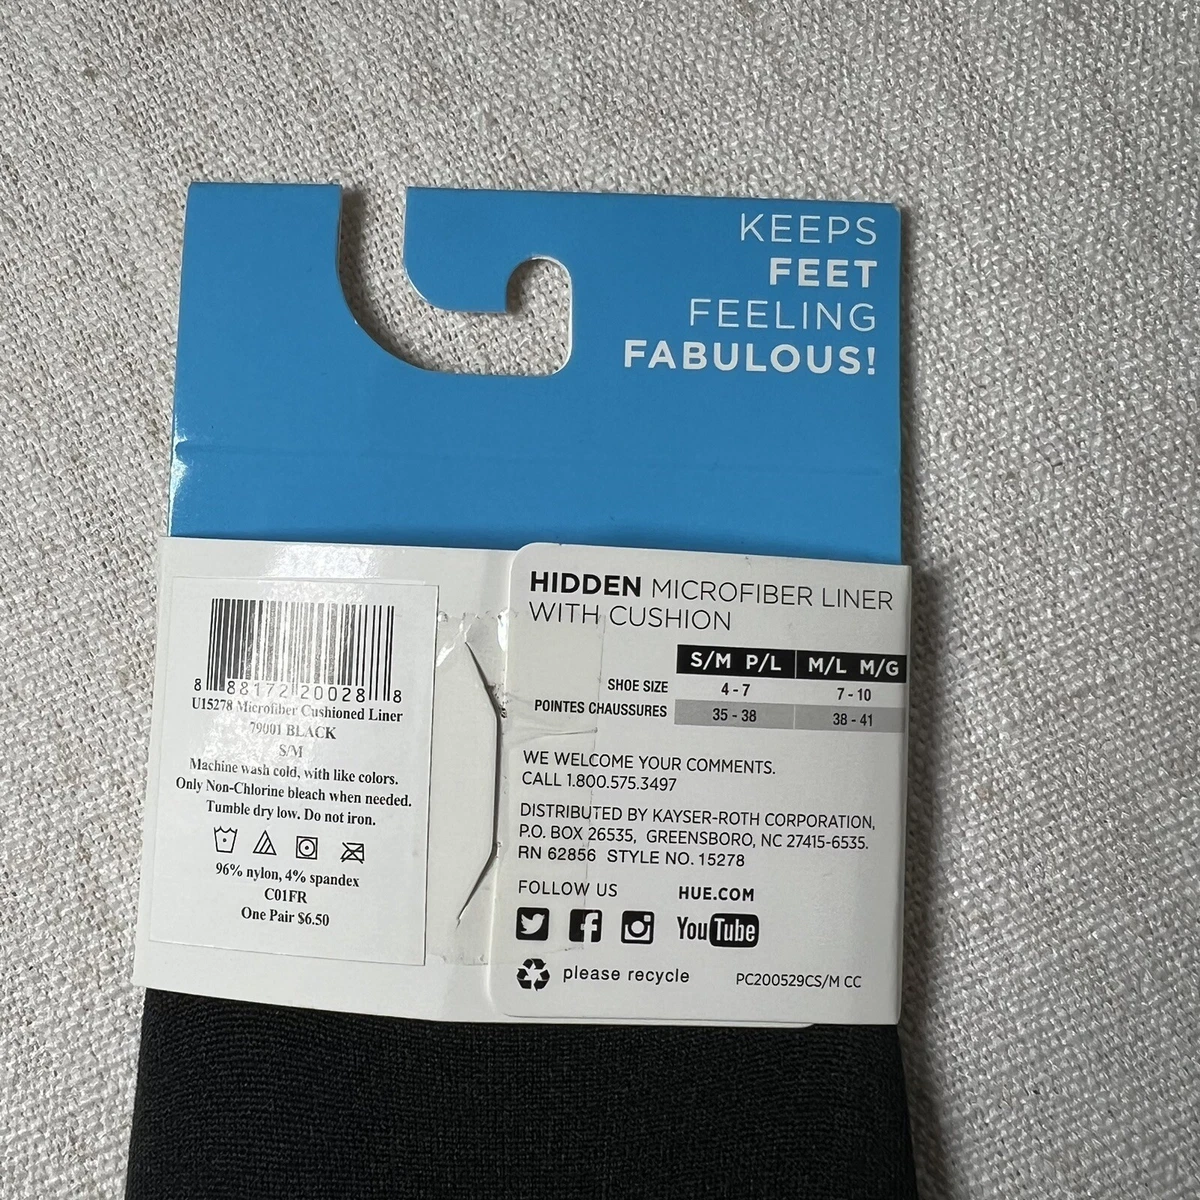 KEEPS
FEET
FEELING
FABULOUS!
8 88172 20028 8
U15278 Microfiber Cushioned Liner
79001 BLACK
S/M
Machine wash cold, with like colors.
Only Non-Chlorine bleach when needed.
Tumble dry low. Do not iron.
96% nylon, 4% spandex
C01FR
One Pair $6.50
HIDDEN MICROFIBER LINER
WITH CUSHION
S/M P/L M/L M/G
SHOE SIZE 4 - 7 7 - 10
POINTES CHAUSSURES 35 - 38 38 - 41
WE WELCOME YOUR COMMENTS.
CALL 1.800.575.3497
DISTRIBUTED BY KAYSER-ROTH CORPORATION,
P.O. BOX 26535, GREENSBORO, NC 27415-6535.
RN 62856 STYLE NO. 15278
FOLLOW US HUE.COM
YouTube
please recycle PC200529CS/M CC